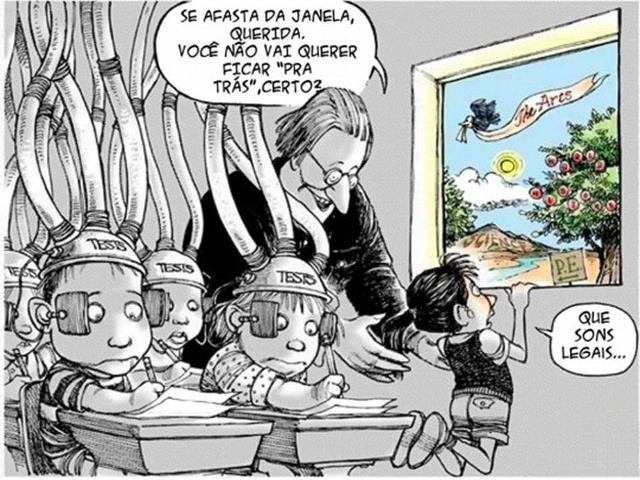 SE AFASTA DA JANELA,
QUERIDA.
VOCÊ NÃO VAI QUERER
FICAR "PRA
TRÁS",CERTO?
The Arts
P.E.
TESTS
TESTS
TESTS
TESTS
QUE
SONS
LEGAIS...